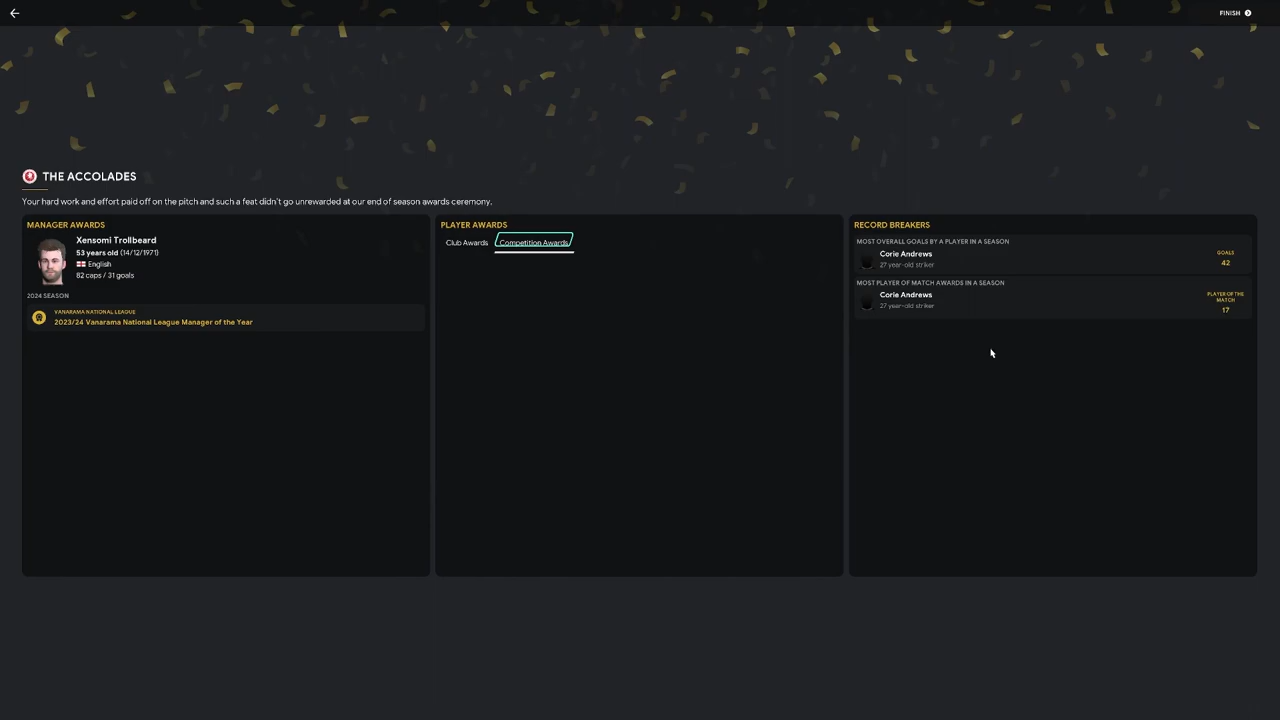 FINISH
THE ACCOLADES
Your hard work and effort paid off on the pitch and such a feat didn't go unrewarded at our end of season awards ceremony.
MANAGER AWARDS
Xensomi Trollbeard
53 years old (14/12/1971)
English
82 caps / 31 goals
2024 SEASON
VANARAMA NATIONAL LEAGUE
2023/24 Vanarama National League Manager of the Year
PLAYER AWARDS
Club Awards Competition Awards
RECORD BREAKERS
MOST OVERALL GOALS BY A PLAYER IN A SEASON
Corie Andrews
27 year-old striker
GOALS
42
MOST PLAYER OF MATCH AWARDS IN A SEASON
Corie Andrews
27 year-old striker
PLAYER OF THE
MATCH
17